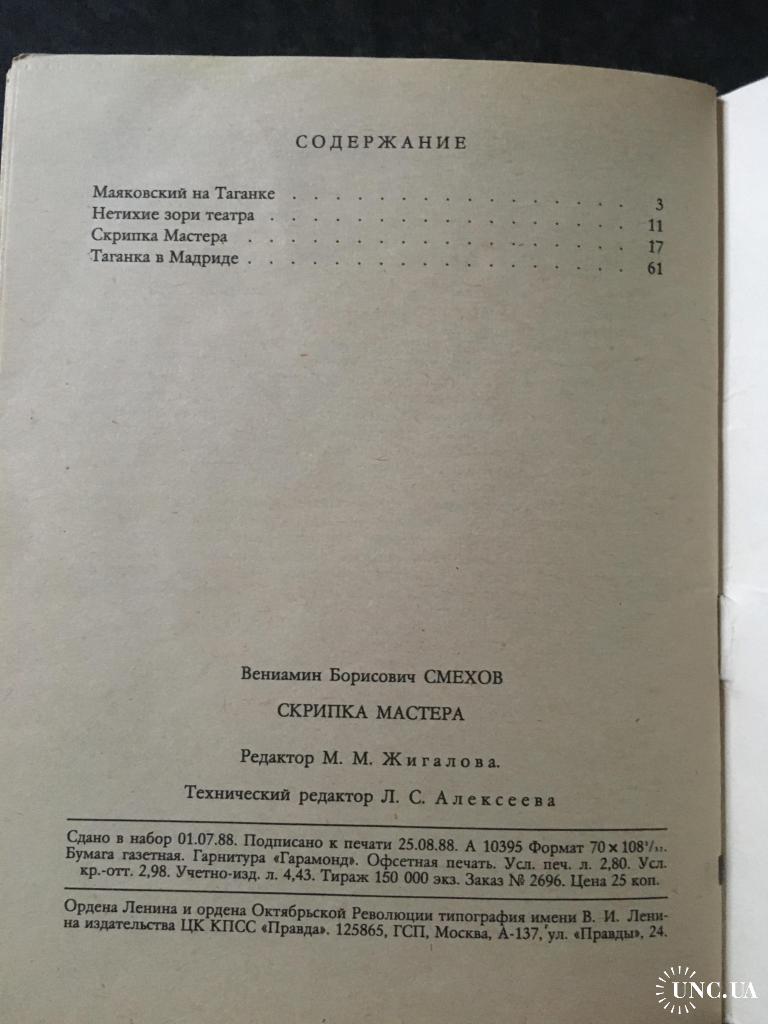 СОДЕРЖАНИЕ
Маяковский на Таганке . . . . . . . . . . . . . . . . 3
Нетихие зори театра . . . . . . . . . . . . . . . . . 11
Скрипка Мастера . . . . . . . . . . . . . . . . . . 17
Таганка в Мадриде . . . . . . . . . . . . . . . . . . 61
Вениамин Борисович СМЕХОВ
СКРИПКА МАСТЕРА
Редактор М. М. Жигалова.
Технический редактор Л. С. Алексеева
Сдано в набор 01.07.88. Подписано к печати 25.08.88. А 10395 Формат 70×108¹/₃₂.
Бумага газетная. Гарнитура «Гарамонд». Офсетная печать. Усл. печ. л. 2,80. Усл.
кр.-отт. 2,98. Учетно-изд. л. 4,43. Тираж 150 000 экз. Заказ № 2696. Цена 25 коп.
Ордена Ленина и ордена Октябрьской Революции типография имени В. И. Лени-
на издательства ЦК КПСС «Правда». 125865, ГСП, Москва, А-137, ул. «Правды», 24.
UNC.UA